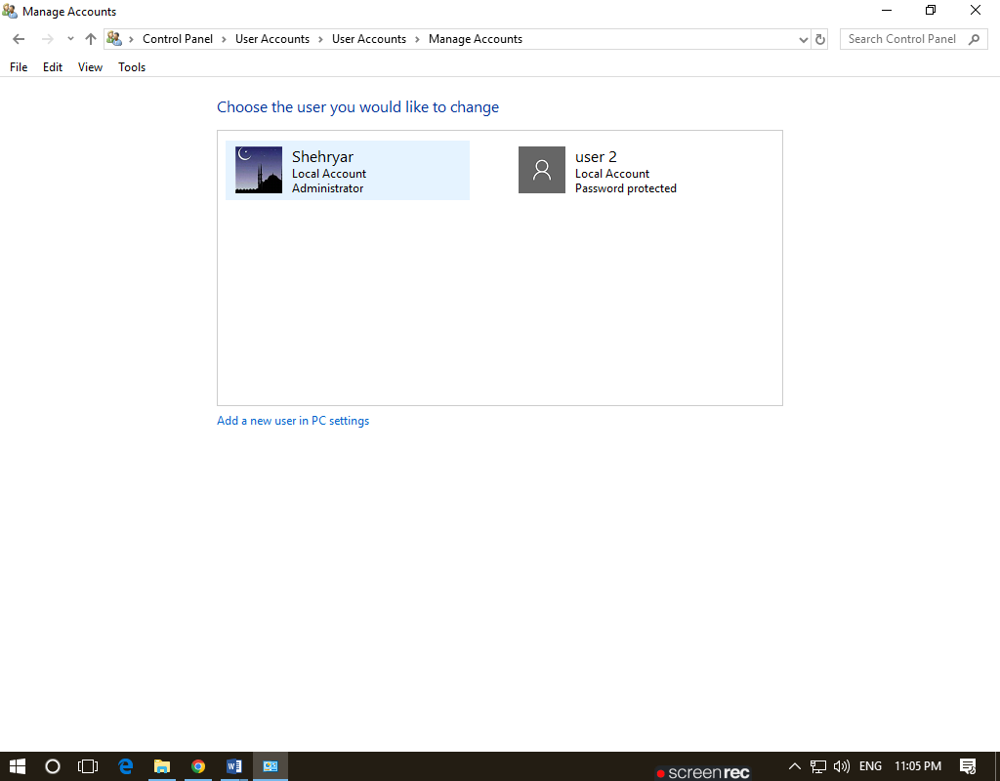 Manage Accounts
Control Panel > User Accounts > User Accounts > Manage Accounts
Search Control Panel
File Edit View Tools
Choose the user you would like to change
Shehryar
Local Account
Administrator
user 2
Local Account
Password protected
Add a new user in PC settings
ENG 11:05 PM
screenrec